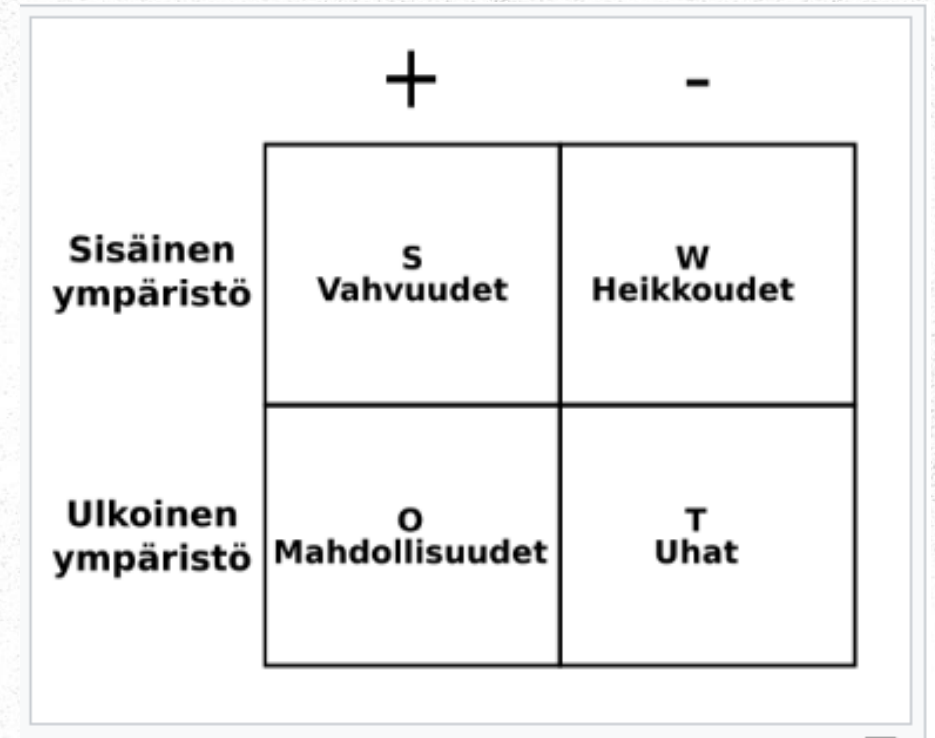 + -
Sisäinen
ympäristö
S
Vahvuudet
W
Heikkoudet
Ulkoinen
ympäristö
O
Mahdollisuudet
T
Uhat